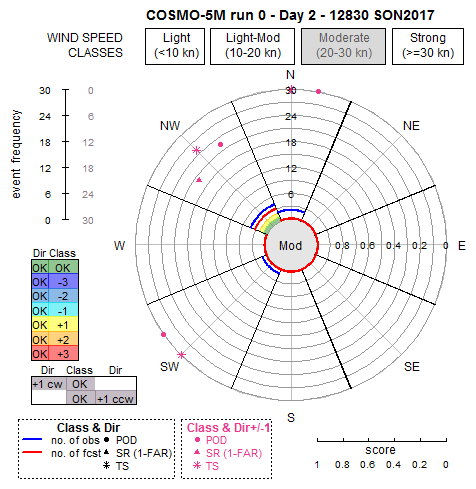 COSMO-5M run 0 - Day 2 - 12830 SON2017
WIND SPEED CLASSES
Light (<10 kn)
Light-Mod (10-20 kn)
Moderate (20-30 kn)
Strong (>=30 kn)
event frequency
30 0
24 6
18 12
12 18
6 24
0 30
N
NE
E
SE
S
SW
W
NW
30
24
18
12
6
Mod
0.8 0.6 0.4 0.2 0
Dir Class
OK OK
OK -3
OK -2
OK -1
OK +1
OK +2
OK +3
Dir Class Dir
+1 cw OK
OK +1 ccw
Class & Dir
no. of obs POD
no. of fcst SR (1-FAR)
TS
Class & Dir+/-1
POD
SR (1-FAR)
TS
score
1 0.8 0.6 0.4 0.2 0